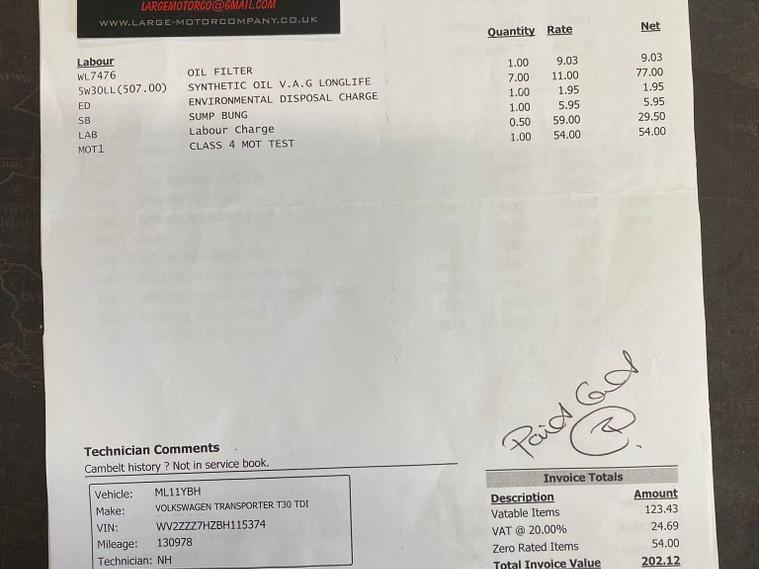 LARGEMOTORCO@GMAIL.COM
WWW.LARGE-MOTORCOMPANY.CO.UK
Quantity Rate Net
Labour
WL7476 OIL FILTER 1.00 9.03 9.03
5W30LL(507.00) SYNTHETIC OIL V.A.G LONGLIFE 7.00 11.00 77.00
ED ENVIRONMENTAL DISPOSAL CHARGE 1.00 1.95 1.95
SB SUMP BUNG 1.00 5.95 5.95
LAB Labour Charge 0.50 59.00 29.50
MOT1 CLASS 4 MOT TEST 1.00 54.00 54.00
Paid Card
Technician Comments
Cambelt history ? Not in service book.
Vehicle: ML11YBH
Make: VOLKSWAGEN TRANSPORTER T30 TDI
VIN: WV2ZZZ7HZBH115374
Mileage: 130978
Technician: NH
Invoice Totals
Description Amount
Vatable Items 123.43
VAT @ 20.00% 24.69
Zero Rated Items 54.00
Total Invoice Value 202.12